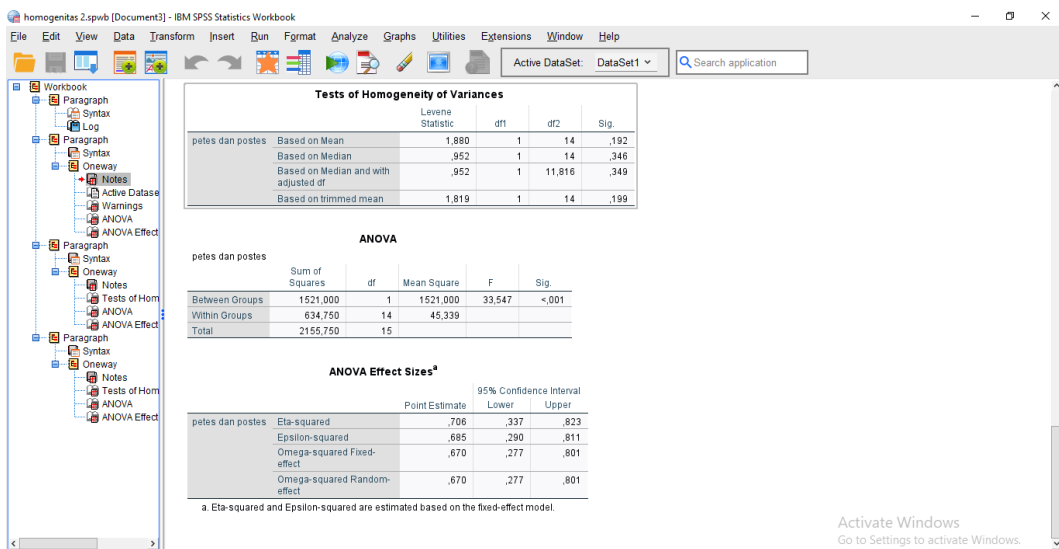 homogenitas 2.spwb [Document3] - IBM SPSS Statistics Workbook
File Edit View Data Transform Insert Run Format Analyze Graphs Utilities Extensions Window Help
Active DataSet: DataSet1
Search application
Workbook
Paragraph
Syntax
Log
Paragraph
Syntax
Oneway
Notes
Active Datase
Warnings
ANOVA
ANOVA Effect
Paragraph
Syntax
Oneway
Notes
Tests of Hom
ANOVA
ANOVA Effect
Paragraph
Syntax
Oneway
Notes
Tests of Hom
ANOVA
ANOVA Effect
Tests of Homogeneity of Variances
Levene
Statistic df1 df2 Sig.
petes dan postes Based on Mean 1,880 1 14 ,192
Based on Median ,952 1 14 ,346
Based on Median and with
adjusted df ,952 1 11,816 ,349
Based on trimmed mean 1,819 1 14 ,199
ANOVA
petes dan postes
Sum of
Squares df Mean Square F Sig.
Between Groups 1521,000 1 1521,000 33,547 <,001
Within Groups 634,750 14 45,339
Total 2155,750 15
ANOVA Effect Sizesa
95% Confidence Interval
Point Estimate Lower Upper
petes dan postes Eta-squared ,706 ,337 ,823
Epsilon-squared ,685 ,290 ,811
Omega-squared Fixed-
effect ,670 ,277 ,801
Omega-squared Random-
effect ,670 ,277 ,801
a. Eta-squared and Epsilon-squared are estimated based on the fixed-effect model.
Activate Windows
Go to Settings to activate Windows.